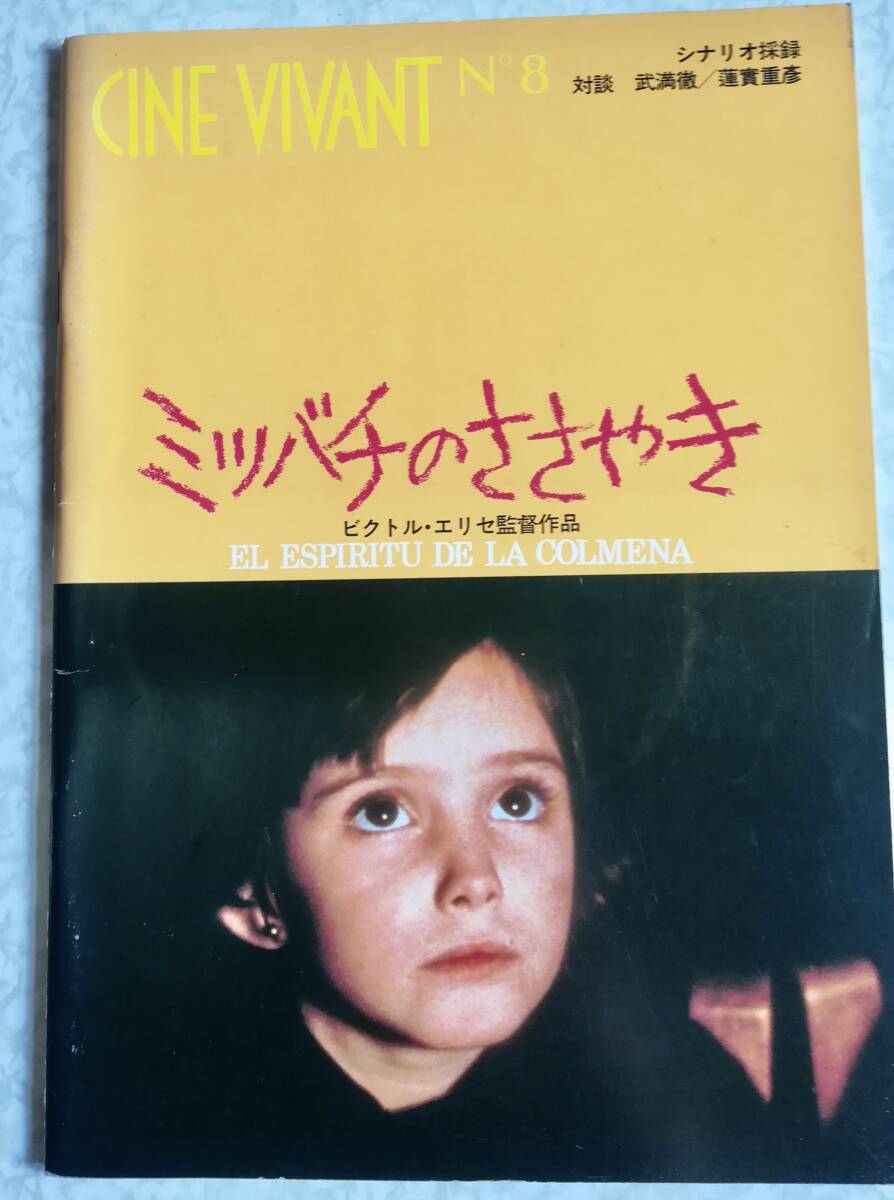 CINE VIVANT N°8
シナリオ採録
対談 武満徹／蓮實重彥
ミツバチのささやき
ビクトル・エリセ監督作品
EL ESPIRITU DE LA COLMENA